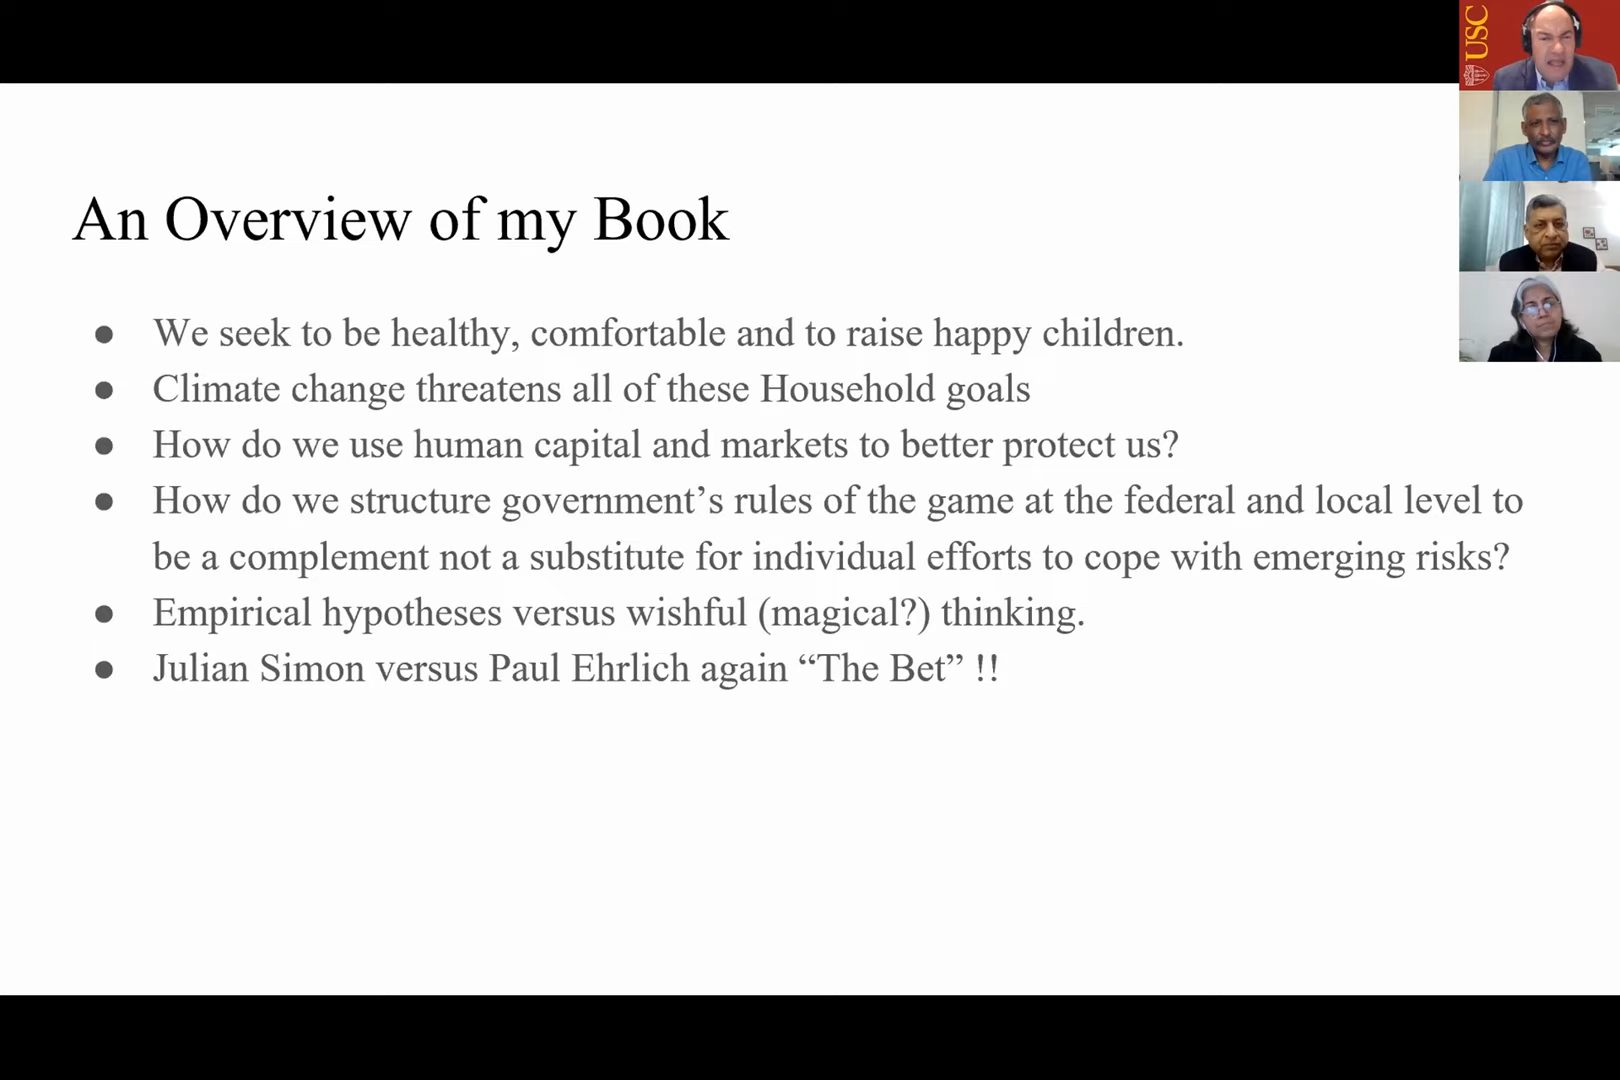 USC
An Overview of my Book
● We seek to be healthy, comfortable and to raise happy children.
● Climate change threatens all of these Household goals
● How do we use human capital and markets to better protect us?
● How do we structure government’s rules of the game at the federal and local level to
be a complement not a substitute for individual efforts to cope with emerging risks?
● Empirical hypotheses versus wishful (magical?) thinking.
● Julian Simon versus Paul Ehrlich again “The Bet” !!